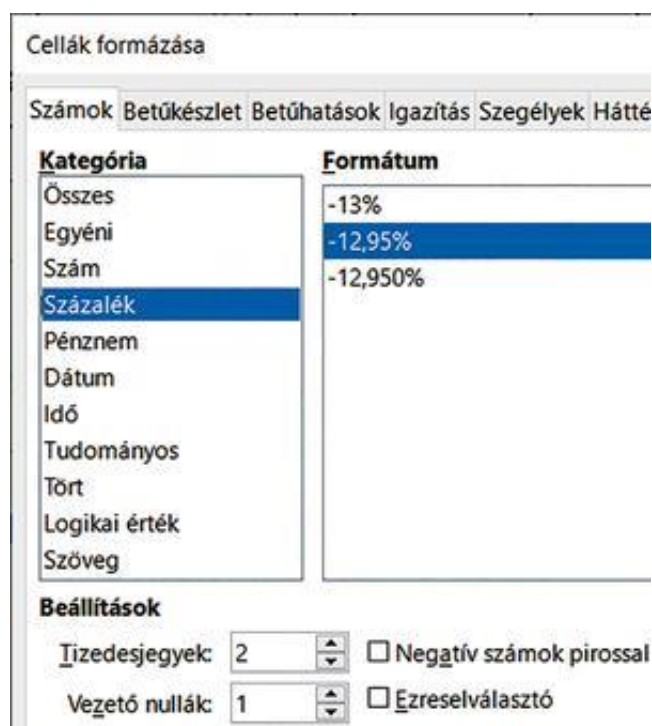 Cellák formázása
Számok Betűkészlet Betűhatások Igazítás Szegélyek Hátté
Kategória
Összes
Egyéni
Szám
Százalék
Pénznem
Dátum
Idő
Tudományos
Tört
Logikai érték
Szöveg
Formátum
-13%
-12,95%
-12,950%
Beállítások
Tizedesjegyek: 2
Negatív számok pirossal
Vezető nullák: 1
Ezreselválasztó